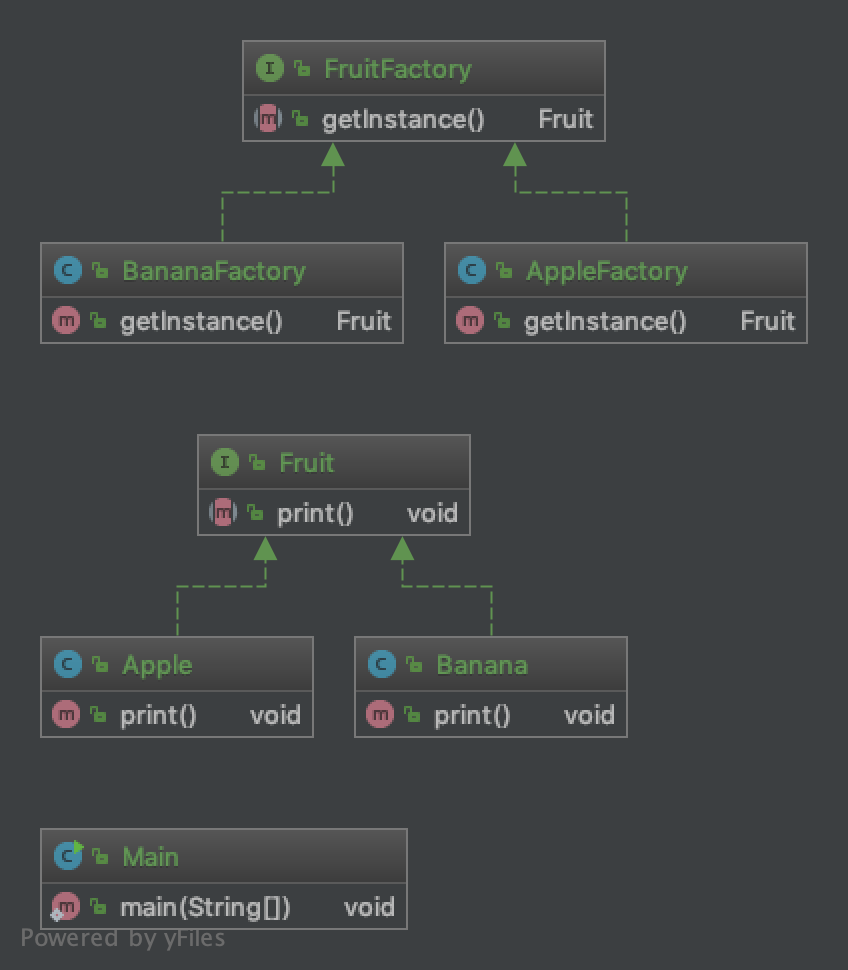 I FruitFactory
m getInstance() Fruit
C BananaFactory
m getInstance() Fruit
C AppleFactory
m getInstance() Fruit
I Fruit
m print() void
C Apple
m print() void
C Banana
m print() void
C Main
m main(String[]) void
Powered by yFiles